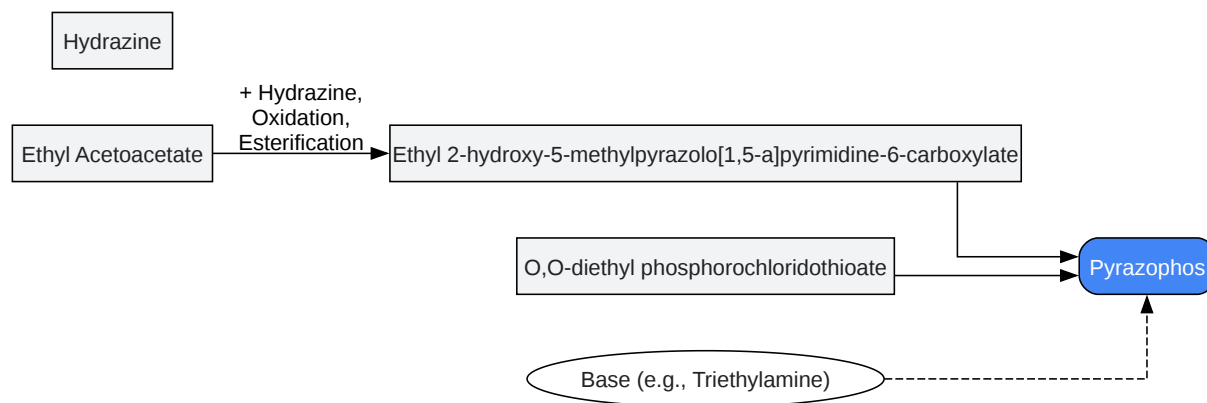 Hydrazine
+ Hydrazine,
Oxidation,
Esterification
Ethyl Acetoacetate
Ethyl 2-hydroxy-5-methylpyrazolo[1,5-a]pyrimidine-6-carboxylate
O,O-diethyl phosphorochloridothioate
Pyrazophos
Base (e.g., Triethylamine)